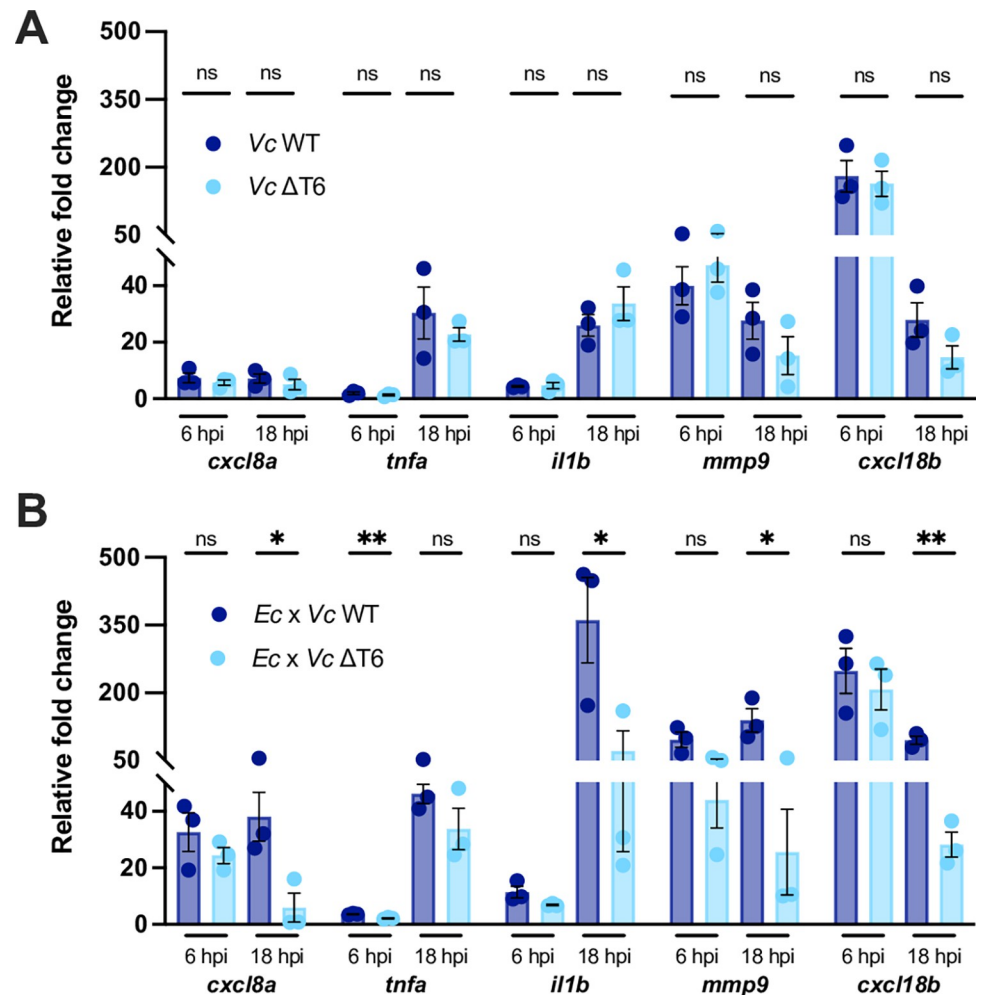 A
500
350
200
50
40
20
0
Relative fold change
ns ns ns ns ns ns ns ns ns ns
Vc WT
Vc ΔT6
6 hpi 18 hpi 6 hpi 18 hpi 6 hpi 18 hpi 6 hpi 18 hpi 6 hpi 18 hpi
cxcl8a tnfa il1b mmp9 cxcl18b
B
500
350
200
50
40
20
0
Relative fold change
ns * ** ns ns * ns * ns **
Ec x Vc WT
Ec x Vc ΔT6
6 hpi 18 hpi 6 hpi 18 hpi 6 hpi 18 hpi 6 hpi 18 hpi 6 hpi 18 hpi
cxcl8a tnfa il1b mmp9 cxcl18b